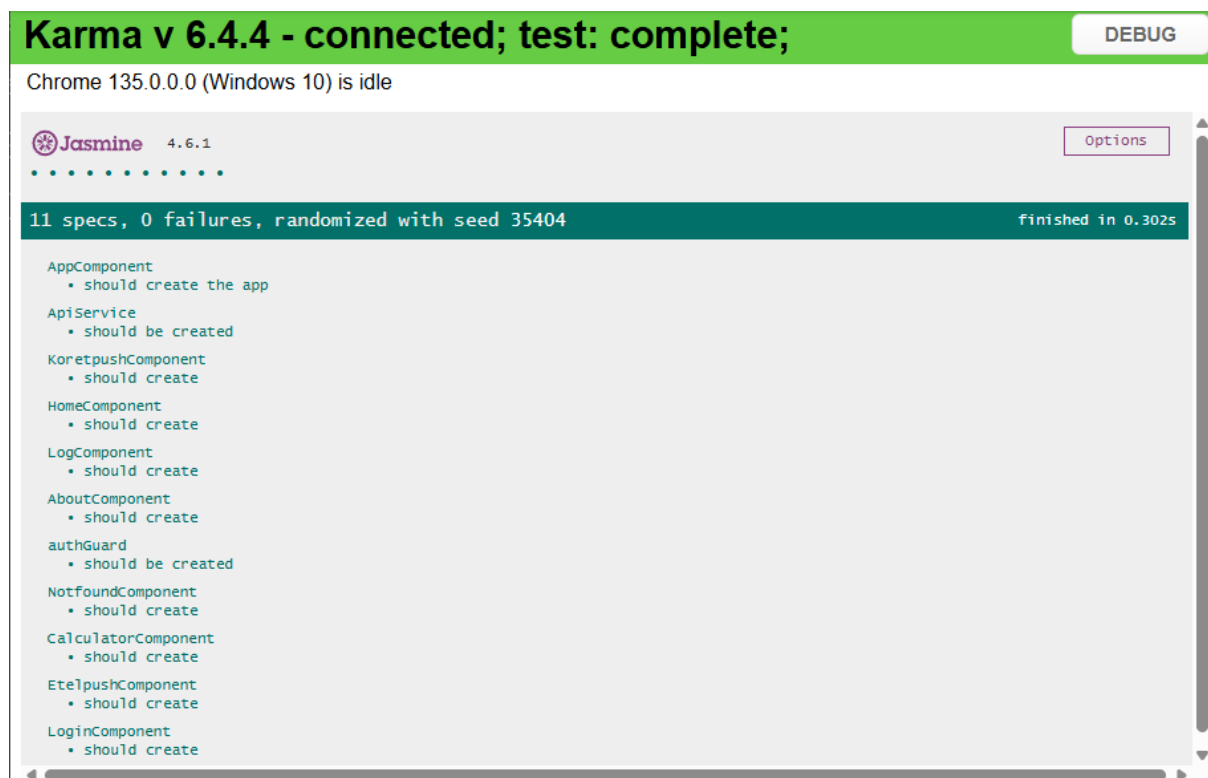 Karma v 6.4.4 - connected; test: complete;
DEBUG
Chrome 135.0.0.0 (Windows 10) is idle
Jasmine 4.6.1
Options
• • • • • • • • • • •
11 specs, 0 failures, randomized with seed 35404 finished in 0.302s
AppComponent
• should create the app
ApiService
• should be created
KoretpushComponent
• should create
HomeComponent
• should create
LogComponent
• should create
AboutComponent
• should create
authGuard
• should be created
NotfoundComponent
• should create
CalculatorComponent
• should create
EtelpushComponent
• should create
LoginComponent
• should create